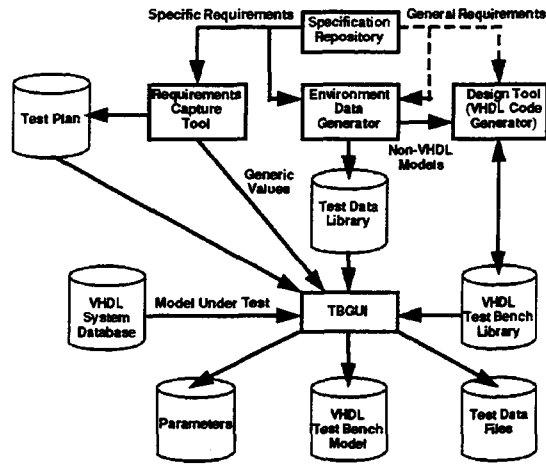 Specific Requirements
Specification
Repository
General Requirements
Test Plan
Requirements
Capture
Tool
Environment
Data
Generator
Design Tool
(VHDL Code
Generator)
Non-VHDL
Models
Generic
Values
Test Data
Library
VHDL
System
Database
Model Under Test
TBGUI
VHDL
Test Bench
Library
Parameters
VHDL
Test Bench
Model
Test Data
Files